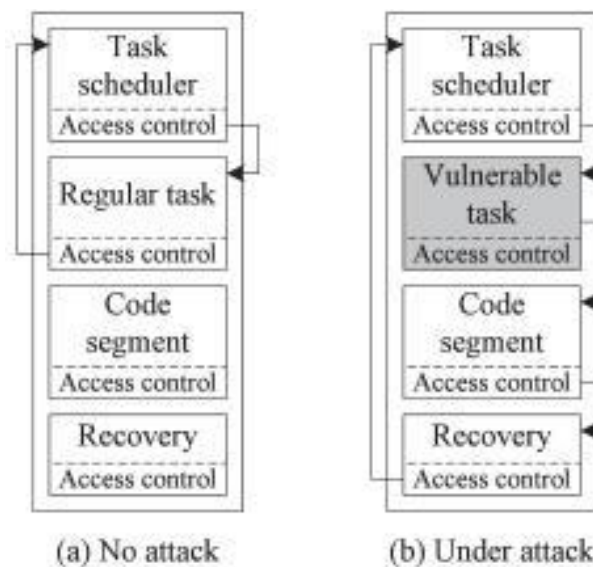 Task
scheduler
Access control
Regular task
Access control
Code
segment
Access control
Recovery
Access control
(a) No attack
Task
scheduler
Access control
Vulnerable
task
Access control
Code
segment
Access control
Recovery
Access control
(b) Under attack